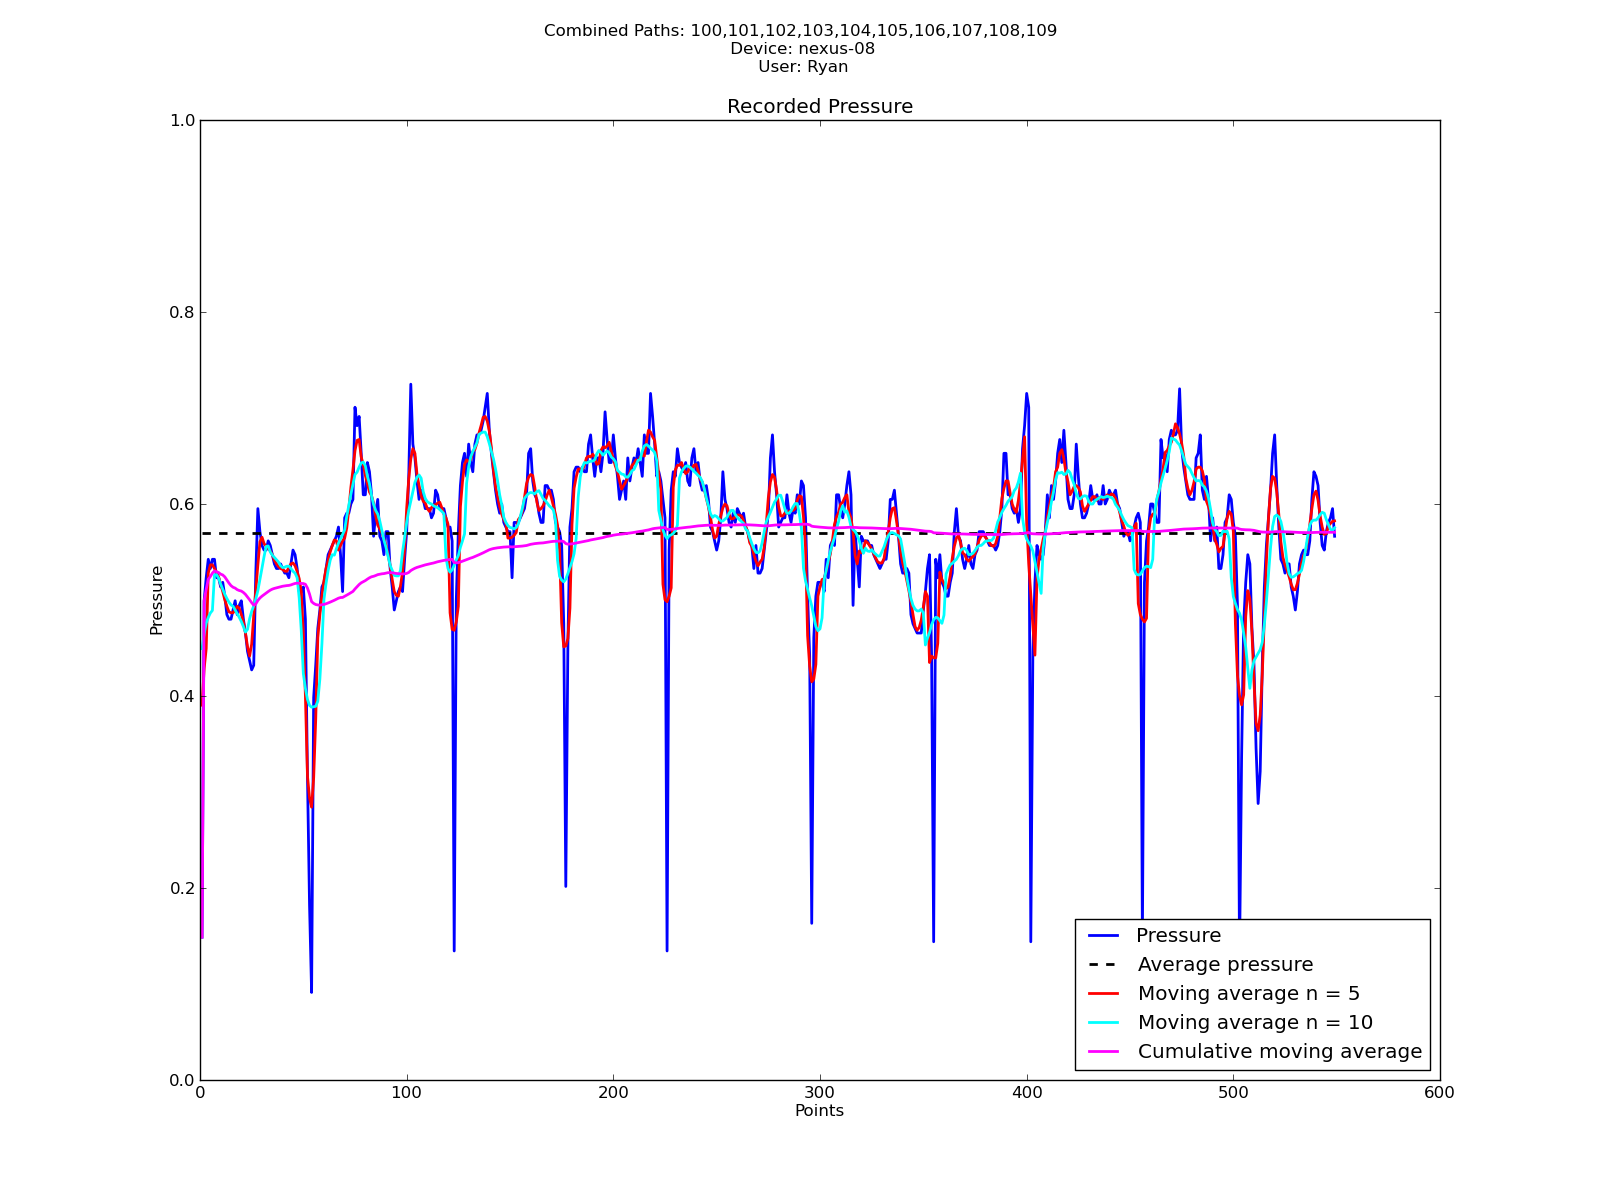 Combined Paths: 100,101,102,103,104,105,106,107,108,109
Device: nexus-08
User: Ryan
Recorded Pressure
1.0
0.8
0.6
0.4
0.2
0.0
Pressure
0
100
200
300
400
500
600
Points
Pressure
Average pressure
Moving average n = 5
Moving average n = 10
Cumulative moving average